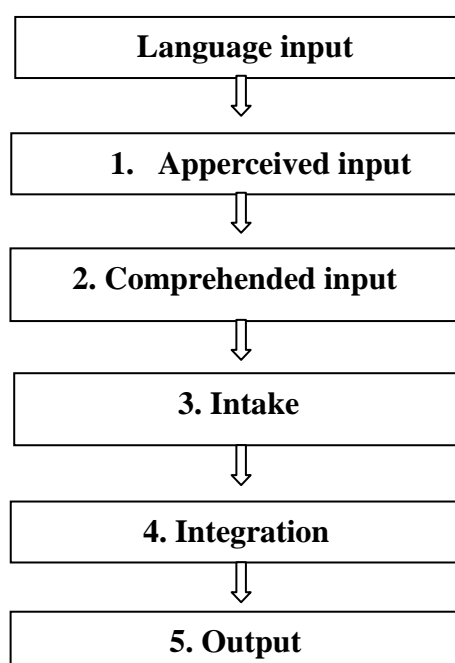 Language input
1. Apperceived input
2. Comprehended input
3. Intake
4. Integration
5. Output